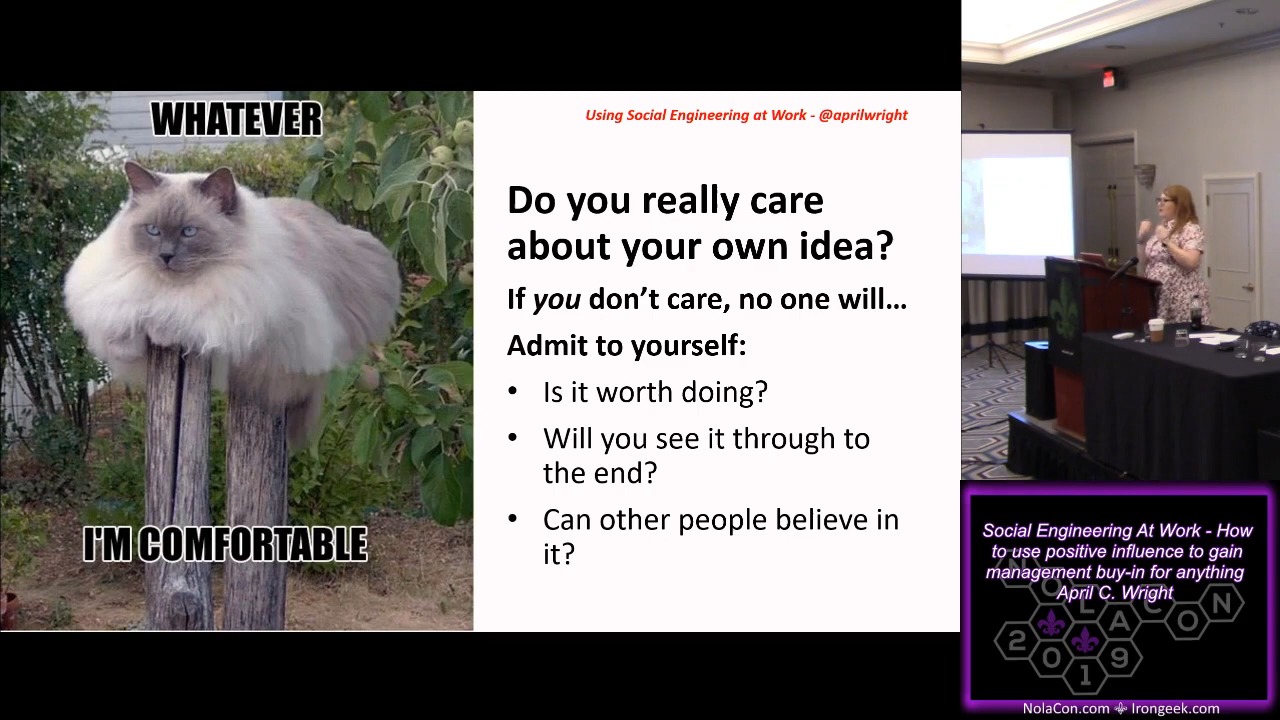 WHATEVER
I'M COMFORTABLE
Using Social Engineering at Work - @aprilwright
Do you really care
about your own idea?
If you don't care, no one will...
Admit to yourself:
• Is it worth doing?
• Will you see it through to
the end?
• Can other people believe in
it?
Social Engineering At Work - How
to use positive influence to gain
management buy-in for anything
April C. Wright
NOLACON
2019
NolaCon.com ⚜ Irongeek.com